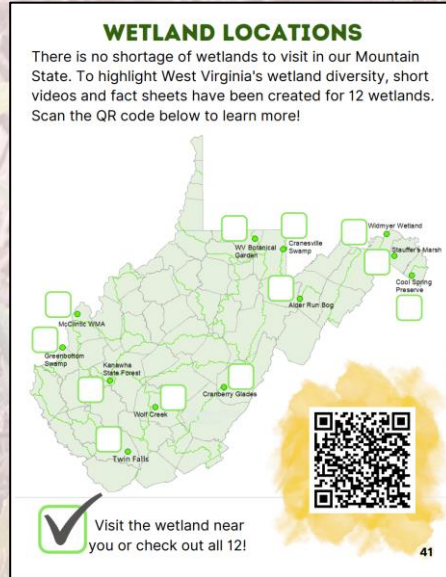 WETLAND LOCATIONS
There is no shortage of wetlands to visit in our Mountain
State. To highlight West Virginia's wetland diversity, short
videos and fact sheets have been created for 12 wetlands.
Scan the QR code below to learn more!
Widmyer Wetland
WV Botanical
Garden
Cranesville
Swamp
Stauffer's Marsh
Cool Spring
Preserve
Alder Run Bog
McClintic WMA
Greenbottom
Swamp
Kanawha
State Forest
Cranberry Glades
Wolf Creek
Twin Falls
Visit the wetland near
you or check out all 12!
41